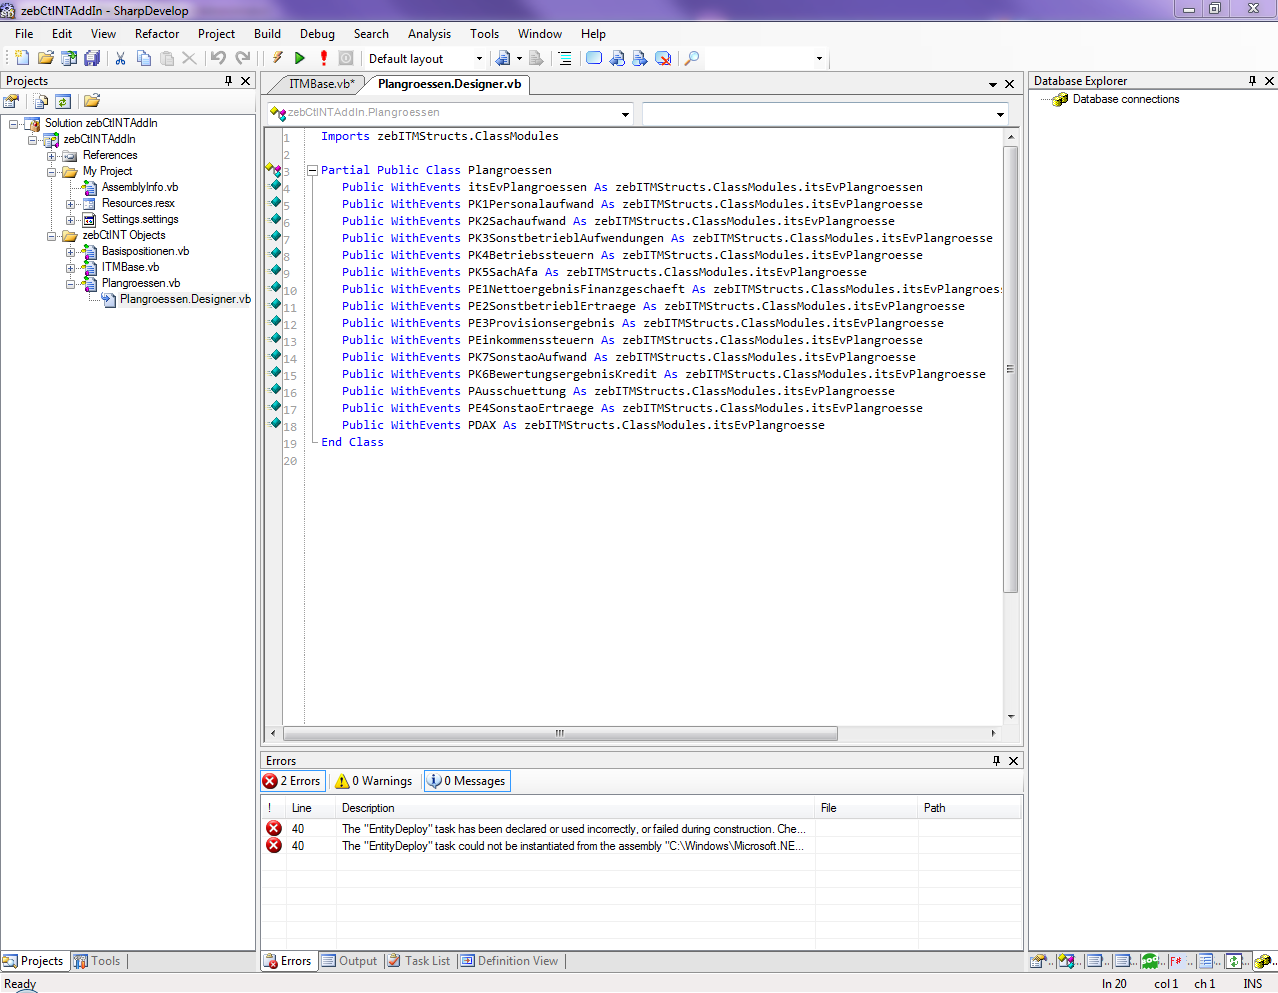 zebCtINTAddIn - SharpDevelop
File Edit View Refactor Project Build Debug Search Analysis Tools Window Help
Default layout
Projects
Solution zebCtINTAddIn
zebCtINTAddIn
References
My Project
AssemblyInfo.vb
Resources.resx
Settings.settings
zebCtINT Objects
Basispositionen.vb
ITMBase.vb
Plangroessen.vb
Plangroessen.Designer.vb
Projects Tools
ITMBase.vb* Plangroessen.Designer.vb
zebCtINTAddIn.Plangroessen
1 Imports zebITMStructs.ClassModules
2
3 Partial Public Class Plangroessen
4 Public WithEvents itsEvPlangroessen As zebITMStructs.ClassModules.itsEvPlangroessen
5 Public WithEvents PK1Personalaufwand As zebITMStructs.ClassModules.itsEvPlangroesse
6 Public WithEvents PK2Sachaufwand As zebITMStructs.ClassModules.itsEvPlangroesse
7 Public WithEvents PK3SonstbetrieblAufwendungen As zebITMStructs.ClassModules.itsEvPlangroesse
8 Public WithEvents PK4Betriebssteuern As zebITMStructs.ClassModules.itsEvPlangroesse
9 Public WithEvents PK5SachAfa As zebITMStructs.ClassModules.itsEvPlangroesse
10 Public WithEvents PE1NettoergebnisFinanzgeschaeft As zebITMStructs.ClassModules.itsEvPlangroes
11 Public WithEvents PE2SonstbetrieblErtraege As zebITMStructs.ClassModules.itsEvPlangroesse
12 Public WithEvents PE3Provisionsergebnis As zebITMStructs.ClassModules.itsEvPlangroesse
13 Public WithEvents PEinkommenssteuern As zebITMStructs.ClassModules.itsEvPlangroesse
14 Public WithEvents PK7SonstaoAufwand As zebITMStructs.ClassModules.itsEvPlangroesse
15 Public WithEvents PK6BewertungsergebnisKredit As zebITMStructs.ClassModules.itsEvPlangroesse
16 Public WithEvents PAusschuettung As zebITMStructs.ClassModules.itsEvPlangroesse
17 Public WithEvents PE4SonstaoErtraege As zebITMStructs.ClassModules.itsEvPlangroesse
18 Public WithEvents PDAX As zebITMStructs.ClassModules.itsEvPlangroesse
19 End Class
20
Errors
2 Errors 0 Warnings 0 Messages
! Line Description File Path
40 The "EntityDeploy" task has been declared or used incorrectly, or failed during construction. Che...
40 The "EntityDeploy" task could not be instantiated from the assembly "C:\Windows\Microsoft.NE...
Errors Output Task List Definition View
Database Explorer
Database connections
Ready
ln 20 col 1 ch 1 INS